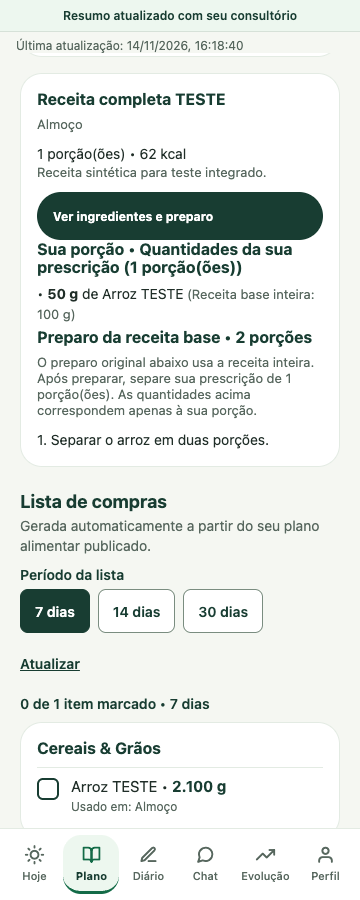 Resumo atualizado com seu consultório
Última atualização: 14/11/2026, 16:18:40
Receita completa TESTE
Almoço
1 porção(ões) • 62 kcal
Receita sintética para teste integrado.
Ver ingredientes e preparo
Sua porção • Quantidades da sua
prescrição (1 porção(ões))
• 50 g de Arroz TESTE (Receita base inteira:
100 g)
Preparo da receita base • 2 porções
O preparo original abaixo usa a receita inteira.
Após preparar, separe sua prescrição de 1
porção(ões). As quantidades acima
correspondem apenas à sua porção.
1. Separar o arroz em duas porções.
Lista de compras
Gerada automaticamente a partir do seu plano
alimentar publicado.
Período da lista
7 dias 14 dias 30 dias
Atualizar
0 de 1 item marcado • 7 dias
Cereais & Grãos
Arroz TESTE • 2.100 g
Usado em: Almoço
Hoje Plano Diário Chat Evolução Perfil